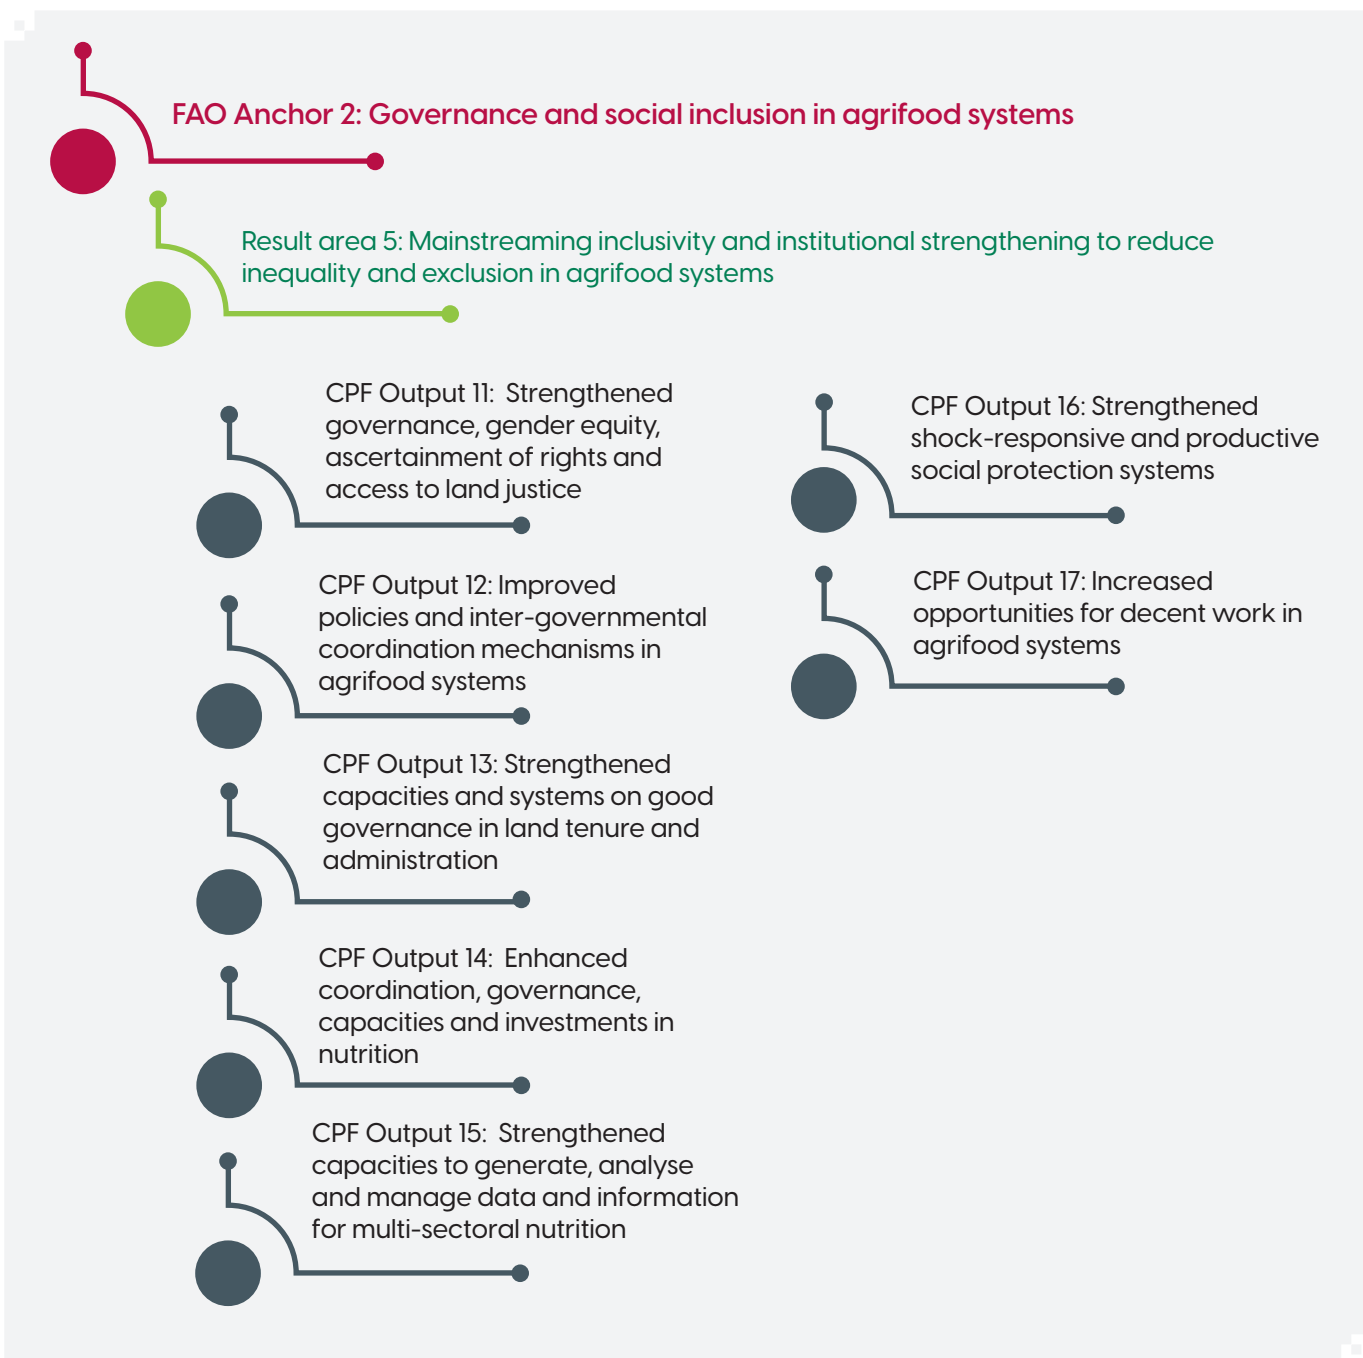 FAO Anchor 2: Governance and social inclusion in agrifood systems
Result area 5: Mainstreaming inclusivity and institutional strengthening to reduce
inequality and exclusion in agrifood systems
CPF Output 11:  Strengthened
governance, gender equity,
ascertainment of rights and
access to land justice
CPF Output 12: Improved
policies and inter-governmental
coordination mechanisms in
agrifood systems
CPF Output 13: Strengthened
capacities and systems on good
governance in land tenure and
administration
CPF Output 14:  Enhanced
coordination, governance,
capacities and investments in
nutrition
CPF Output 15:  Strengthened
capacities to generate, analyse
and manage data and information
for multi-sectoral nutrition
CPF Output 16: Strengthened
shock-responsive and productive
social protection systems
CPF Output 17: Increased
opportunities for decent work in
agrifood systems